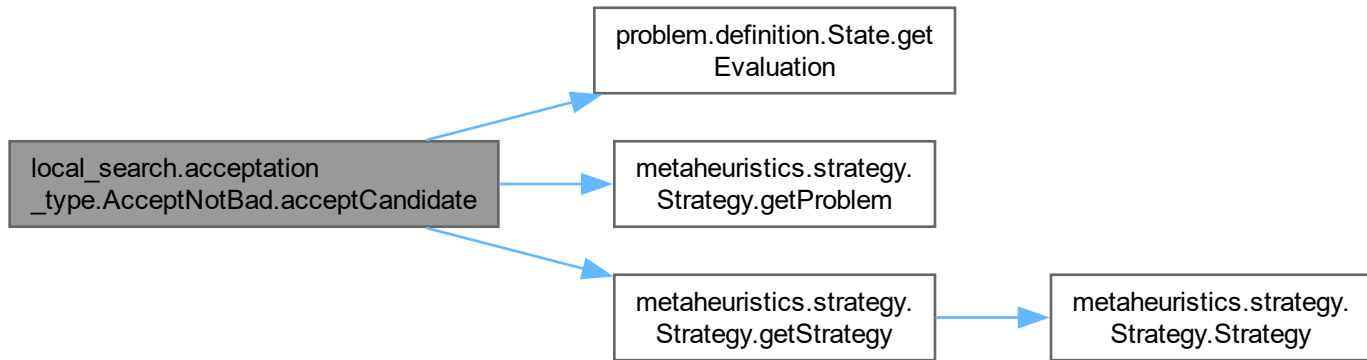 problem.definition.State.get
Evaluation
local_search.acceptation
_type.AcceptNotBad.acceptCandidate
metaheuristics.strategy.
Strategy.getProblem
metaheuristics.strategy.
Strategy.getStrategy
metaheuristics.strategy.
Strategy.Strategy